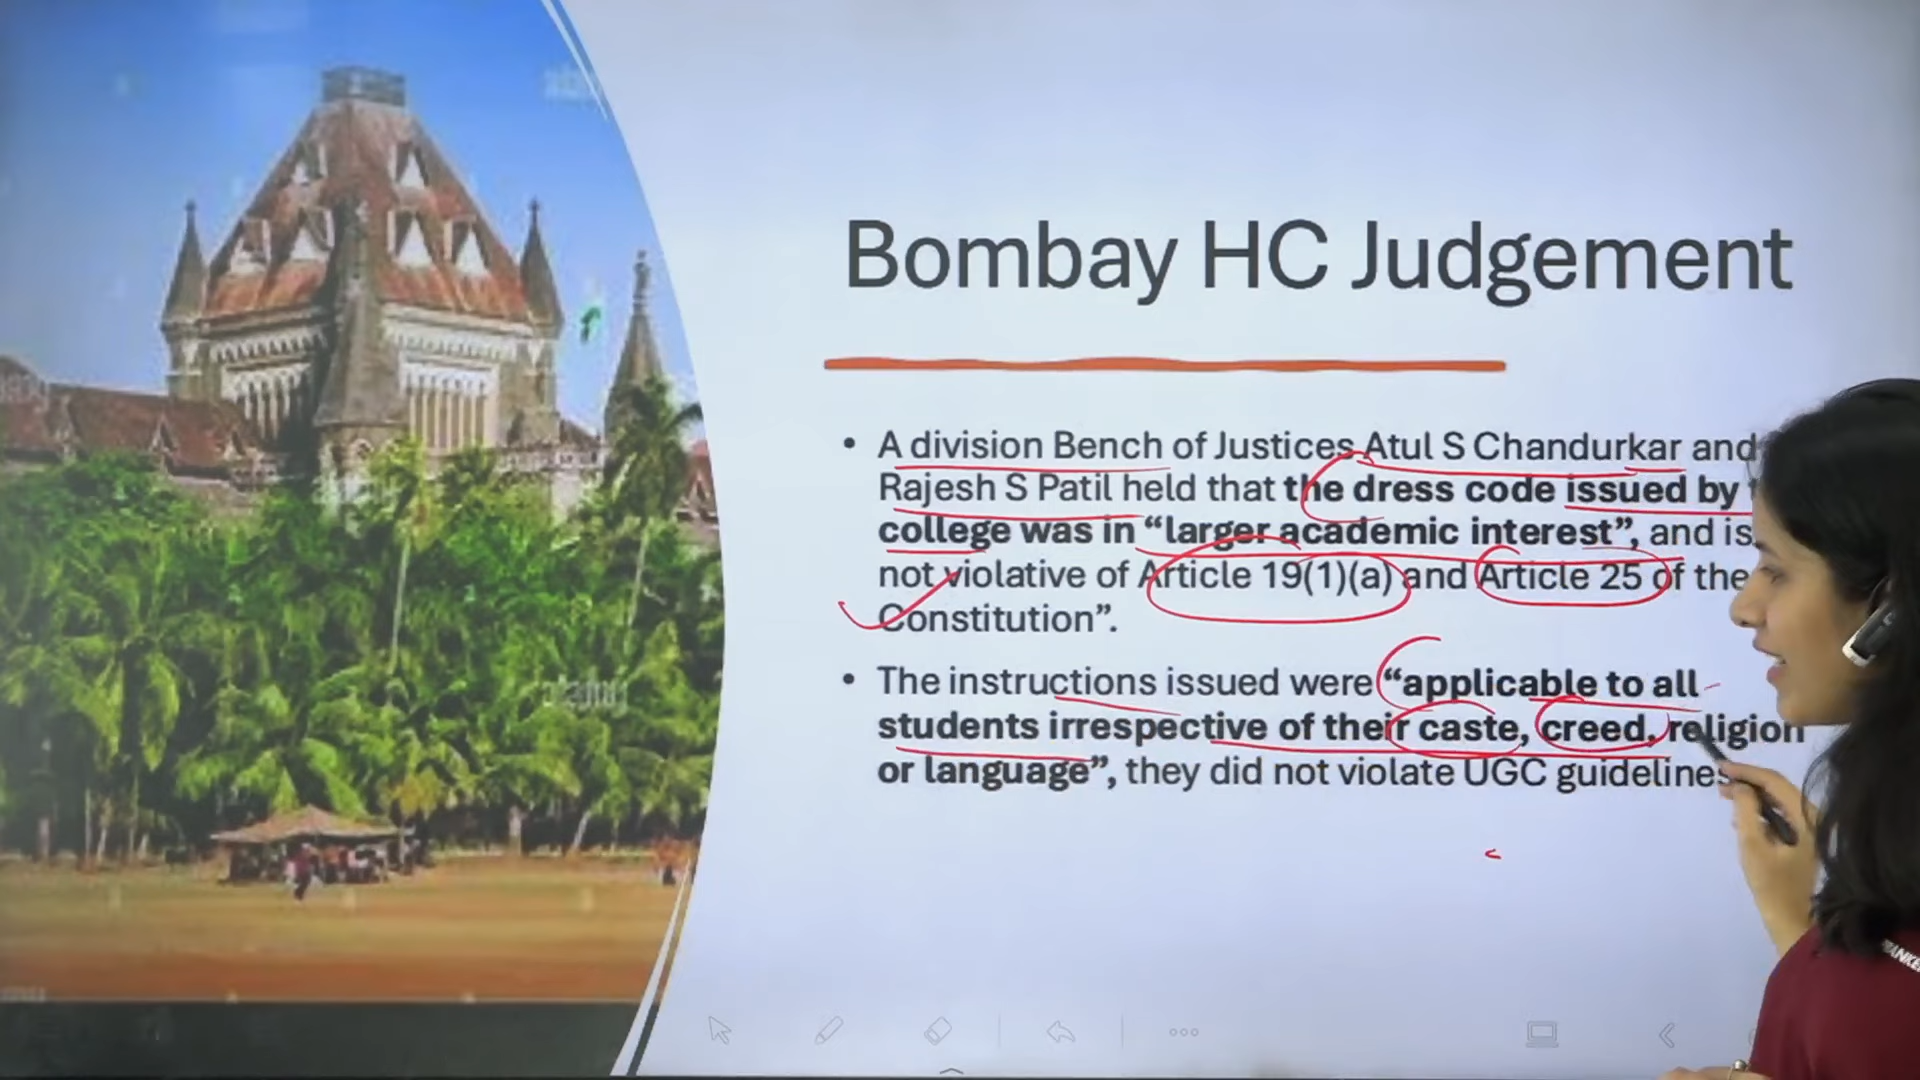 Bombay HC Judgement
• A division Bench of Justices Atul S Chandurkar and
Rajesh S Patil held that the dress code issued by
college was in “larger academic interest”, and is
not violative of Article 19(1)(a) and Article 25 of the
Constitution”.
• The instructions issued were “applicable to all
students irrespective of their caste, creed, religion
or language”, they did not violate UGC guidelines